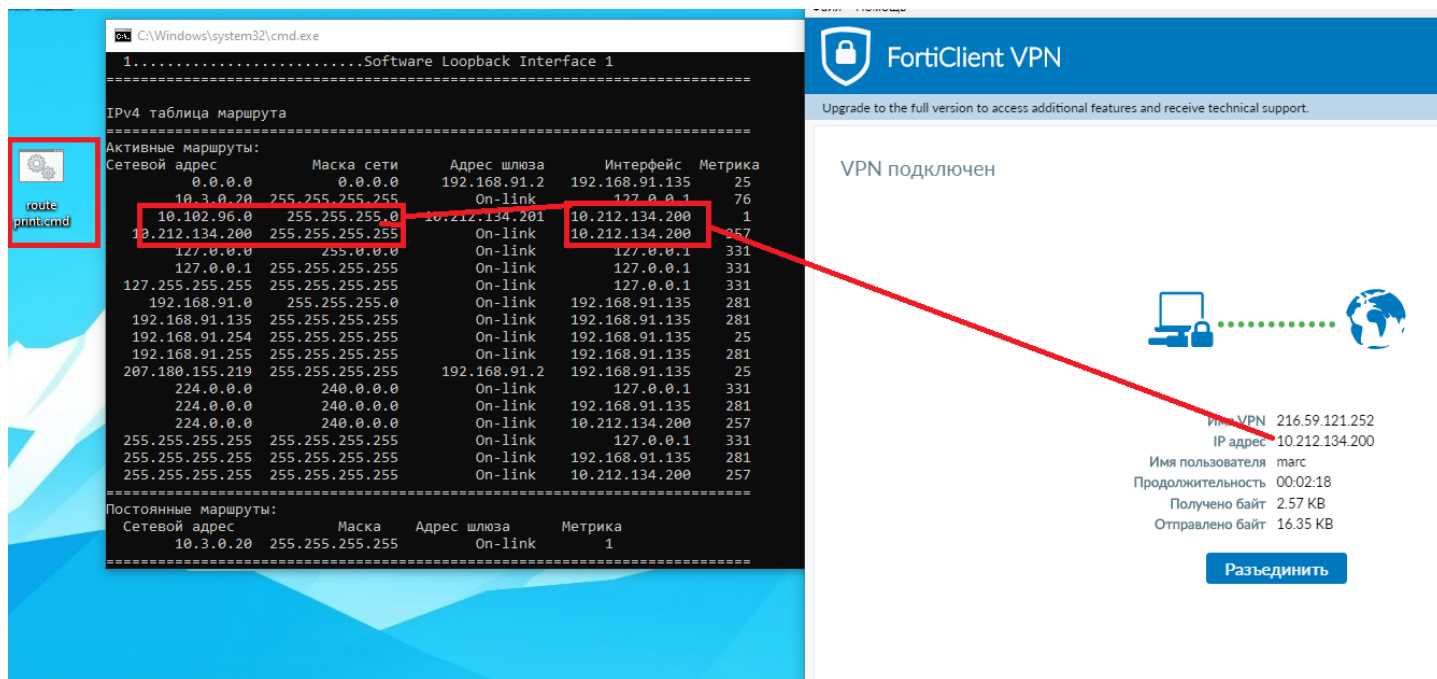 C:\Windows\system32\cmd.exe
1...........................Software Loopback Interface 1
===========================================================================
IPv4 таблица маршрута
===========================================================================
Активные маршруты:
Сетевой адрес Маска сети Адрес шлюза Интерфейс Метрика
0.0.0.0 0.0.0.0 192.168.91.2 192.168.91.135 25
10.3.0.20 255.255.255.255 On-link 127.0.0.1 76
10.102.96.0 255.255.255.0 10.212.134.201 10.212.134.200 1
10.212.134.200 255.255.255.255 On-link 10.212.134.200 257
127.0.0.0 255.0.0.0 On-link 127.0.0.1 331
127.0.0.1 255.255.255.255 On-link 127.0.0.1 331
127.255.255.255 255.255.255.255 On-link 127.0.0.1 331
192.168.91.0 255.255.255.0 On-link 192.168.91.135 281
192.168.91.135 255.255.255.255 On-link 192.168.91.135 281
192.168.91.254 255.255.255.255 On-link 192.168.91.135 25
192.168.91.255 255.255.255.255 On-link 192.168.91.135 281
207.180.155.219 255.255.255.255 192.168.91.2 192.168.91.135 25
224.0.0.0 240.0.0.0 On-link 127.0.0.1 331
224.0.0.0 240.0.0.0 On-link 192.168.91.135 281
224.0.0.0 240.0.0.0 On-link 10.212.134.200 257
255.255.255.255 255.255.255.255 On-link 127.0.0.1 331
255.255.255.255 255.255.255.255 On-link 192.168.91.135 281
255.255.255.255 255.255.255.255 On-link 10.212.134.200 257
===========================================================================
Постоянные маршруты:
Сетевой адрес Маска Адрес шлюза Метрика
10.3.0.20 255.255.255.255 On-link 1
===========================================================================
route
print.cmd
FortiClient VPN
Upgrade to the full version to access additional features and receive technical support.
VPN подключен
Имя VPN 216.59.121.252
IP адрес 10.212.134.200
Имя пользователя marc
Продолжительность 00:02:18
Получено байт 2.57 KB
Отправлено байт 16.35 KB
Разъединить